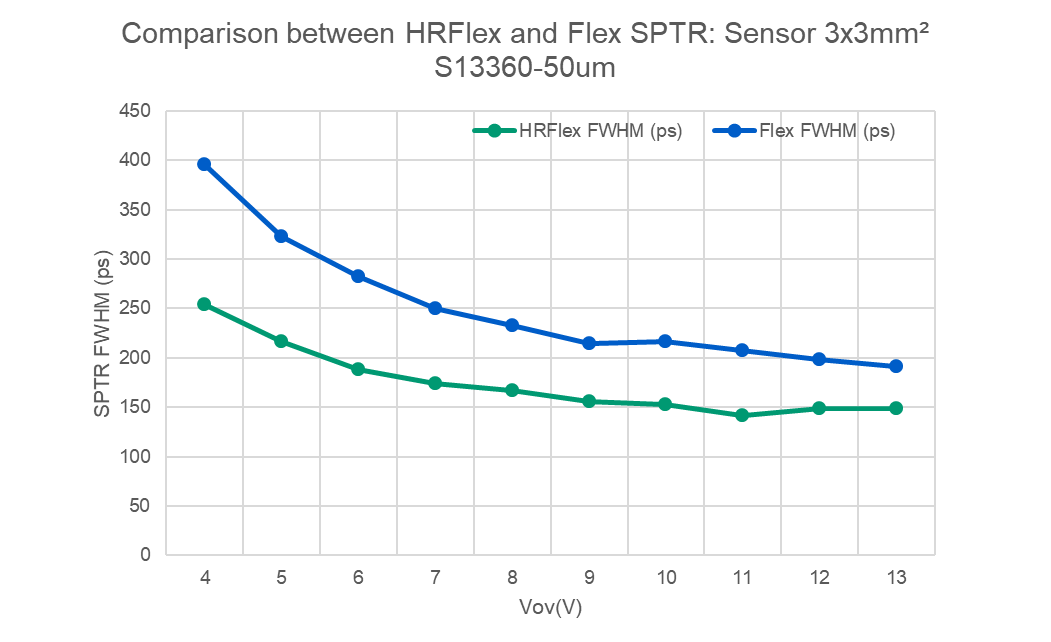 Comparison between HRFlex and Flex SPTR: Sensor 3x3mm²
S13360-50um
HRFlex FWHM (ps) Flex FWHM (ps)
SPTR FWHM (ps)
450
400
350
300
250
200
150
100
50
0
4 5 6 7 8 9 10 11 12 13
Vov(V)